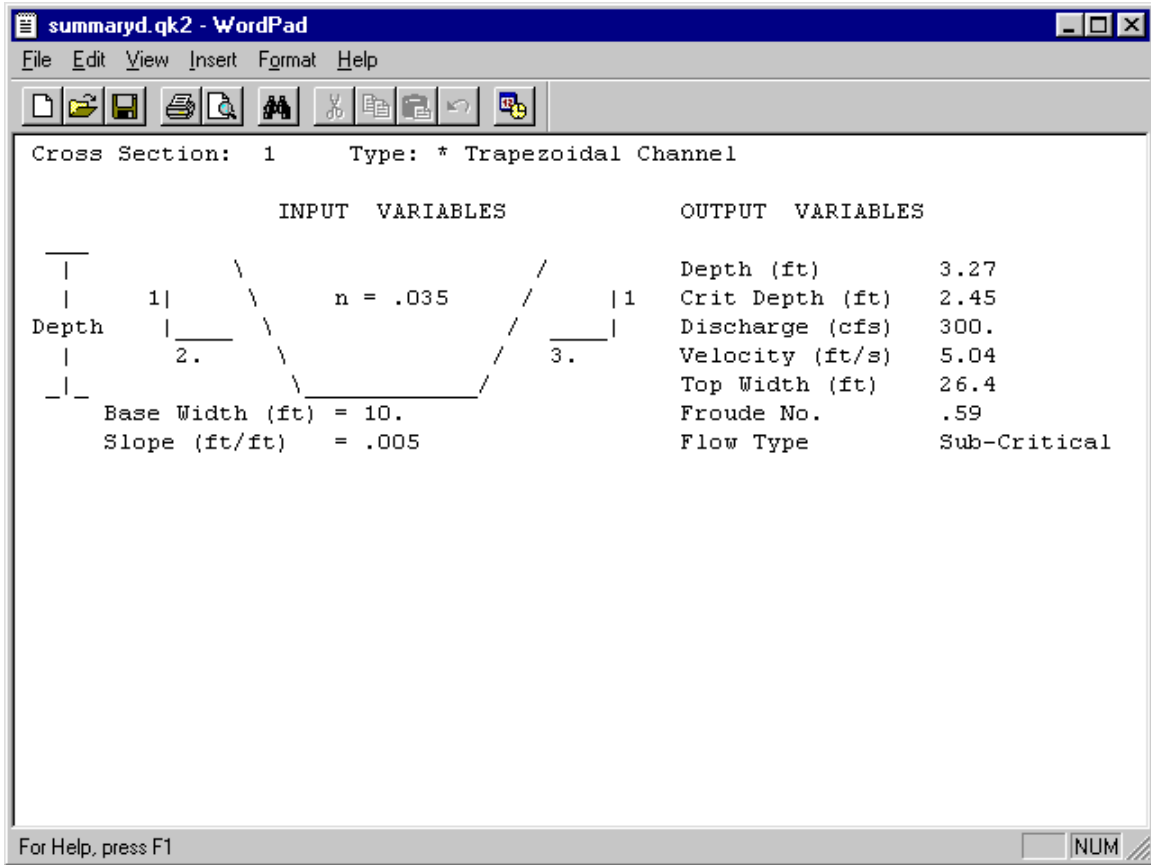 summaryd.qk2 - WordPad
File Edit View Insert Format Help
Cross Section: 1 Type: * Trapezoidal Channel
INPUT VARIABLES OUTPUT VARIABLES
Depth (ft) 3.27
1| n = .035 |1 Crit Depth (ft) 2.45
Depth Discharge (cfs) 300.
2. 3. Velocity (ft/s) 5.04
Top Width (ft) 26.4
Base Width (ft) = 10. Froude No. .59
Slope (ft/ft) = .005 Flow Type Sub-Critical
For Help, press F1 NUM